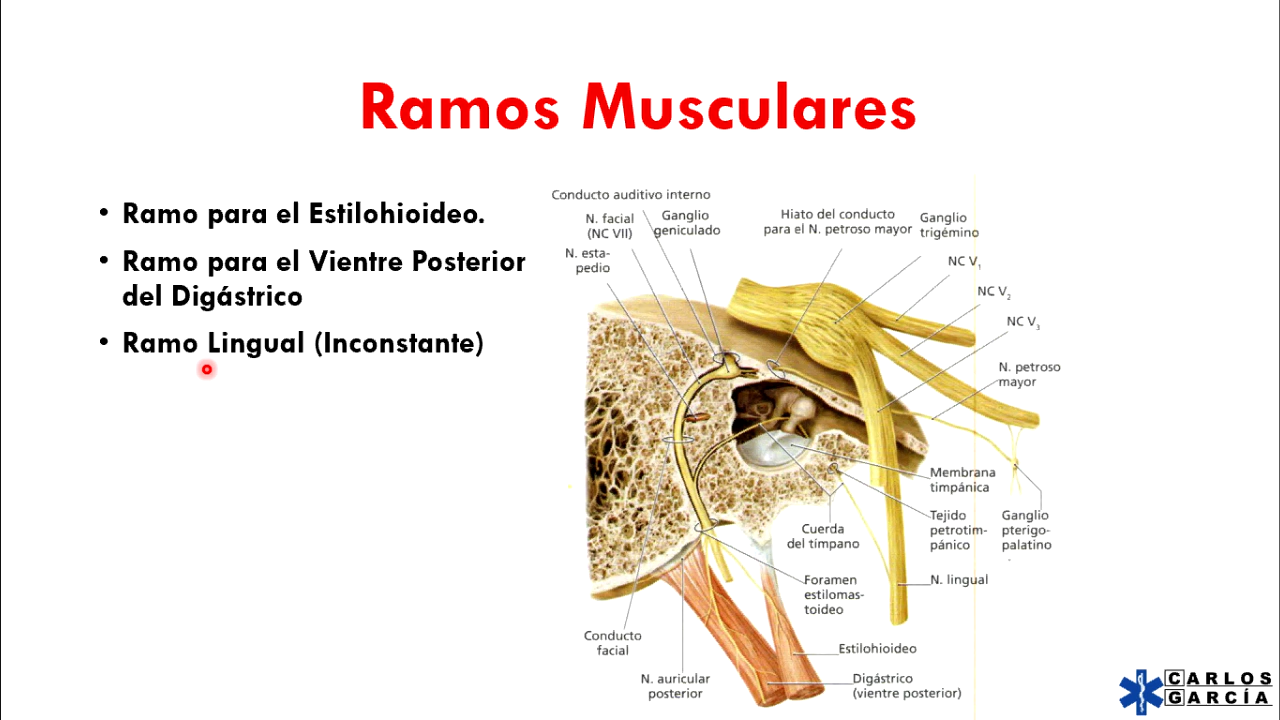 Ramos Musculares
• Ramo para el Estilohioideo.
• Ramo para el Vientre Posterior
del Digástrico
• Ramo Lingual (Inconstante)
Conducto auditivo interno
N. facial
(NC VII)
Ganglio
geniculado
Hiato del conducto
para el N. petroso mayor
Ganglio
trigémino
N. esta-
pedio
NC V1
NC V2
NC V3
N. petroso
mayor
Membrana
timpánica
Cuerda
del tímpano
Tejido
petrotim-
pánico
Ganglio
pterigo-
palatino
Foramen
estilomas-
toideo
N. lingual
Conducto
facial
Estilohioideo
N. auricular
posterior
Digástrico
(vientre posterior)
CARLOS
GARCÍA